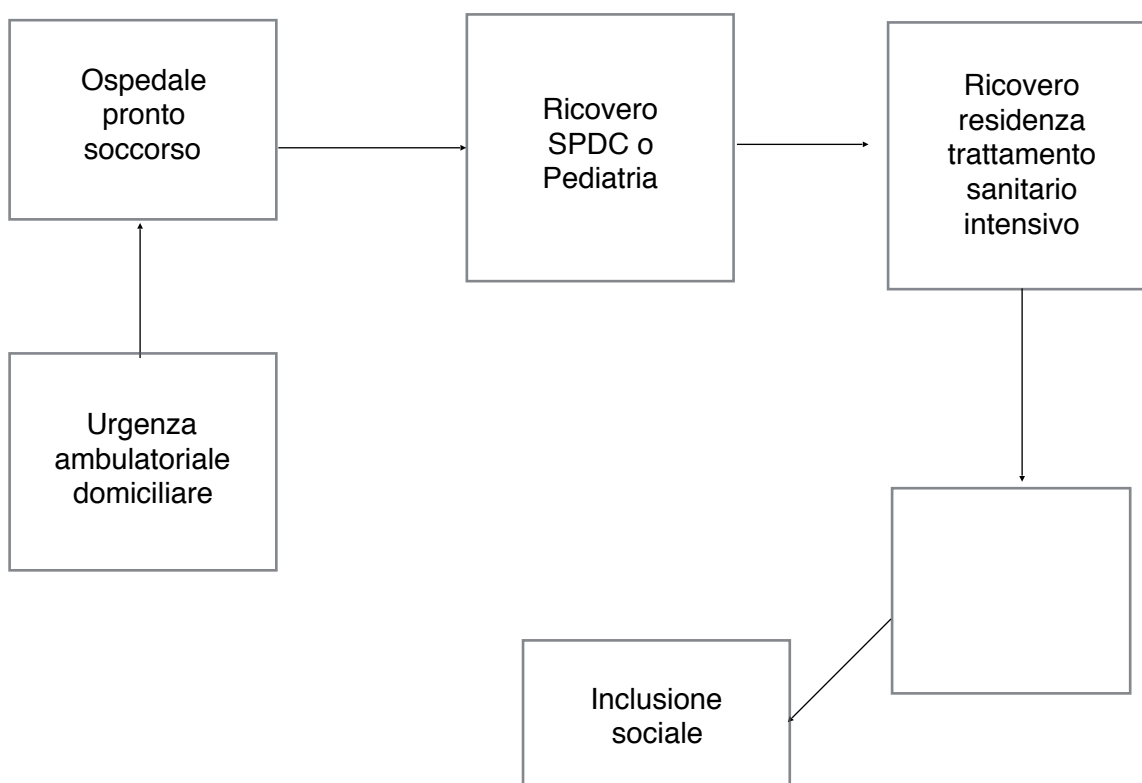 Ospedale
pronto
soccorso
Ricovero
SPDC o
Pediatria
Ricovero
residenza
trattamento
sanitario
intensivo
Urgenza
ambulatoriale
domiciliare
Inclusione
sociale